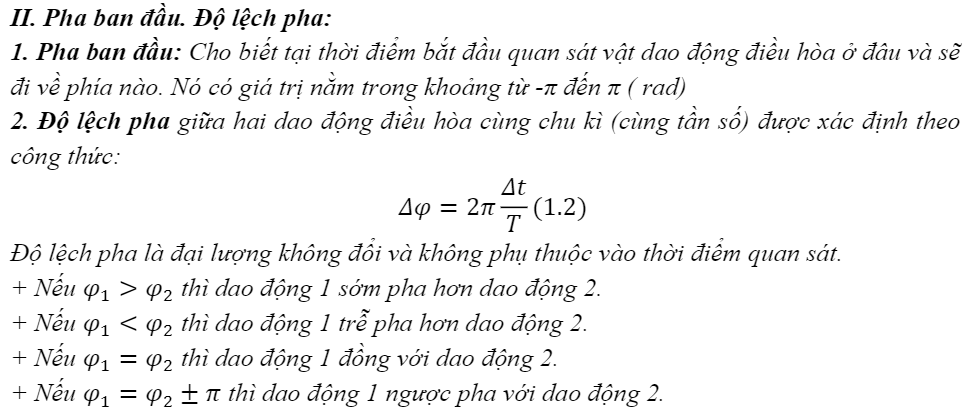 II. Pha ban đầu. Độ lệch pha:
1. Pha ban đầu: Cho biết tại thời điểm bắt đầu quan sát vật dao động điều hòa ở đâu và sẽ
đi về phía nào. Nó có giá trị nằm trong khoảng từ -π đến π ( rad)
2. Độ lệch pha giữa hai dao động điều hòa cùng chu kì (cùng tần số) được xác định theo
công thức:
Δφ = 2π Δt/T (1.2)
Độ lệch pha là đại lượng không đổi và không phụ thuộc vào thời điểm quan sát.
+ Nếu φ₁ > φ₂ thì dao động 1 sớm pha hơn dao động 2.
+ Nếu φ₁ < φ₂ thì dao động 1 trễ pha hơn dao động 2.
+ Nếu φ₁ = φ₂ thì dao động 1 đồng với dao động 2.
+ Nếu φ₁ = φ₂ ± π thì dao động 1 ngược pha với dao động 2.